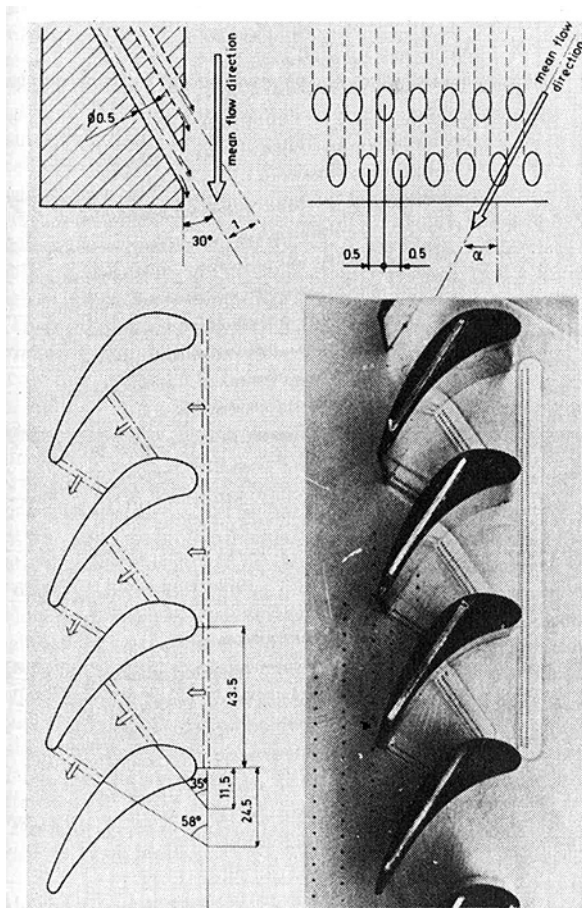 Ø0.5
mean flow direction
30°
1
mean flow
direction
0.5
0.5
α
43.5
35°
11.5
24.5
58°